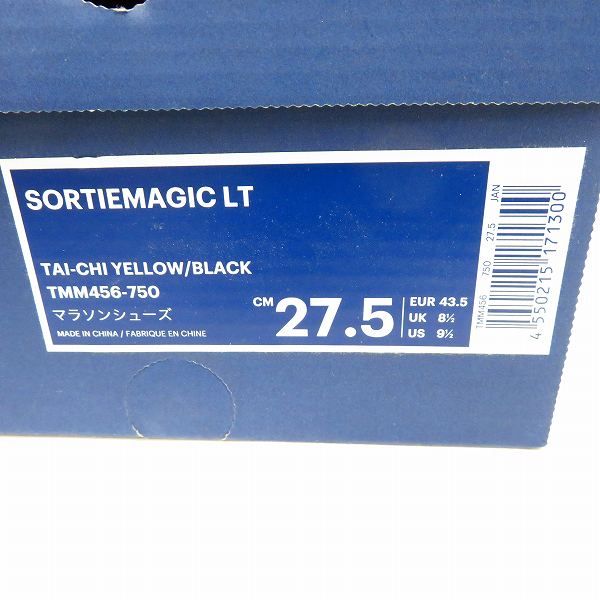 SORTIEMAGIC LT
TAI-CHI YELLOW/BLACK
TMM456-750
マラソンシューズ
MADE IN CHINA / FABRIQUE EN CHINE
CM 27.5
EUR 43.5
UK 8½
US 9½
TMM456 750 27.5 JAN
4 550215 171300